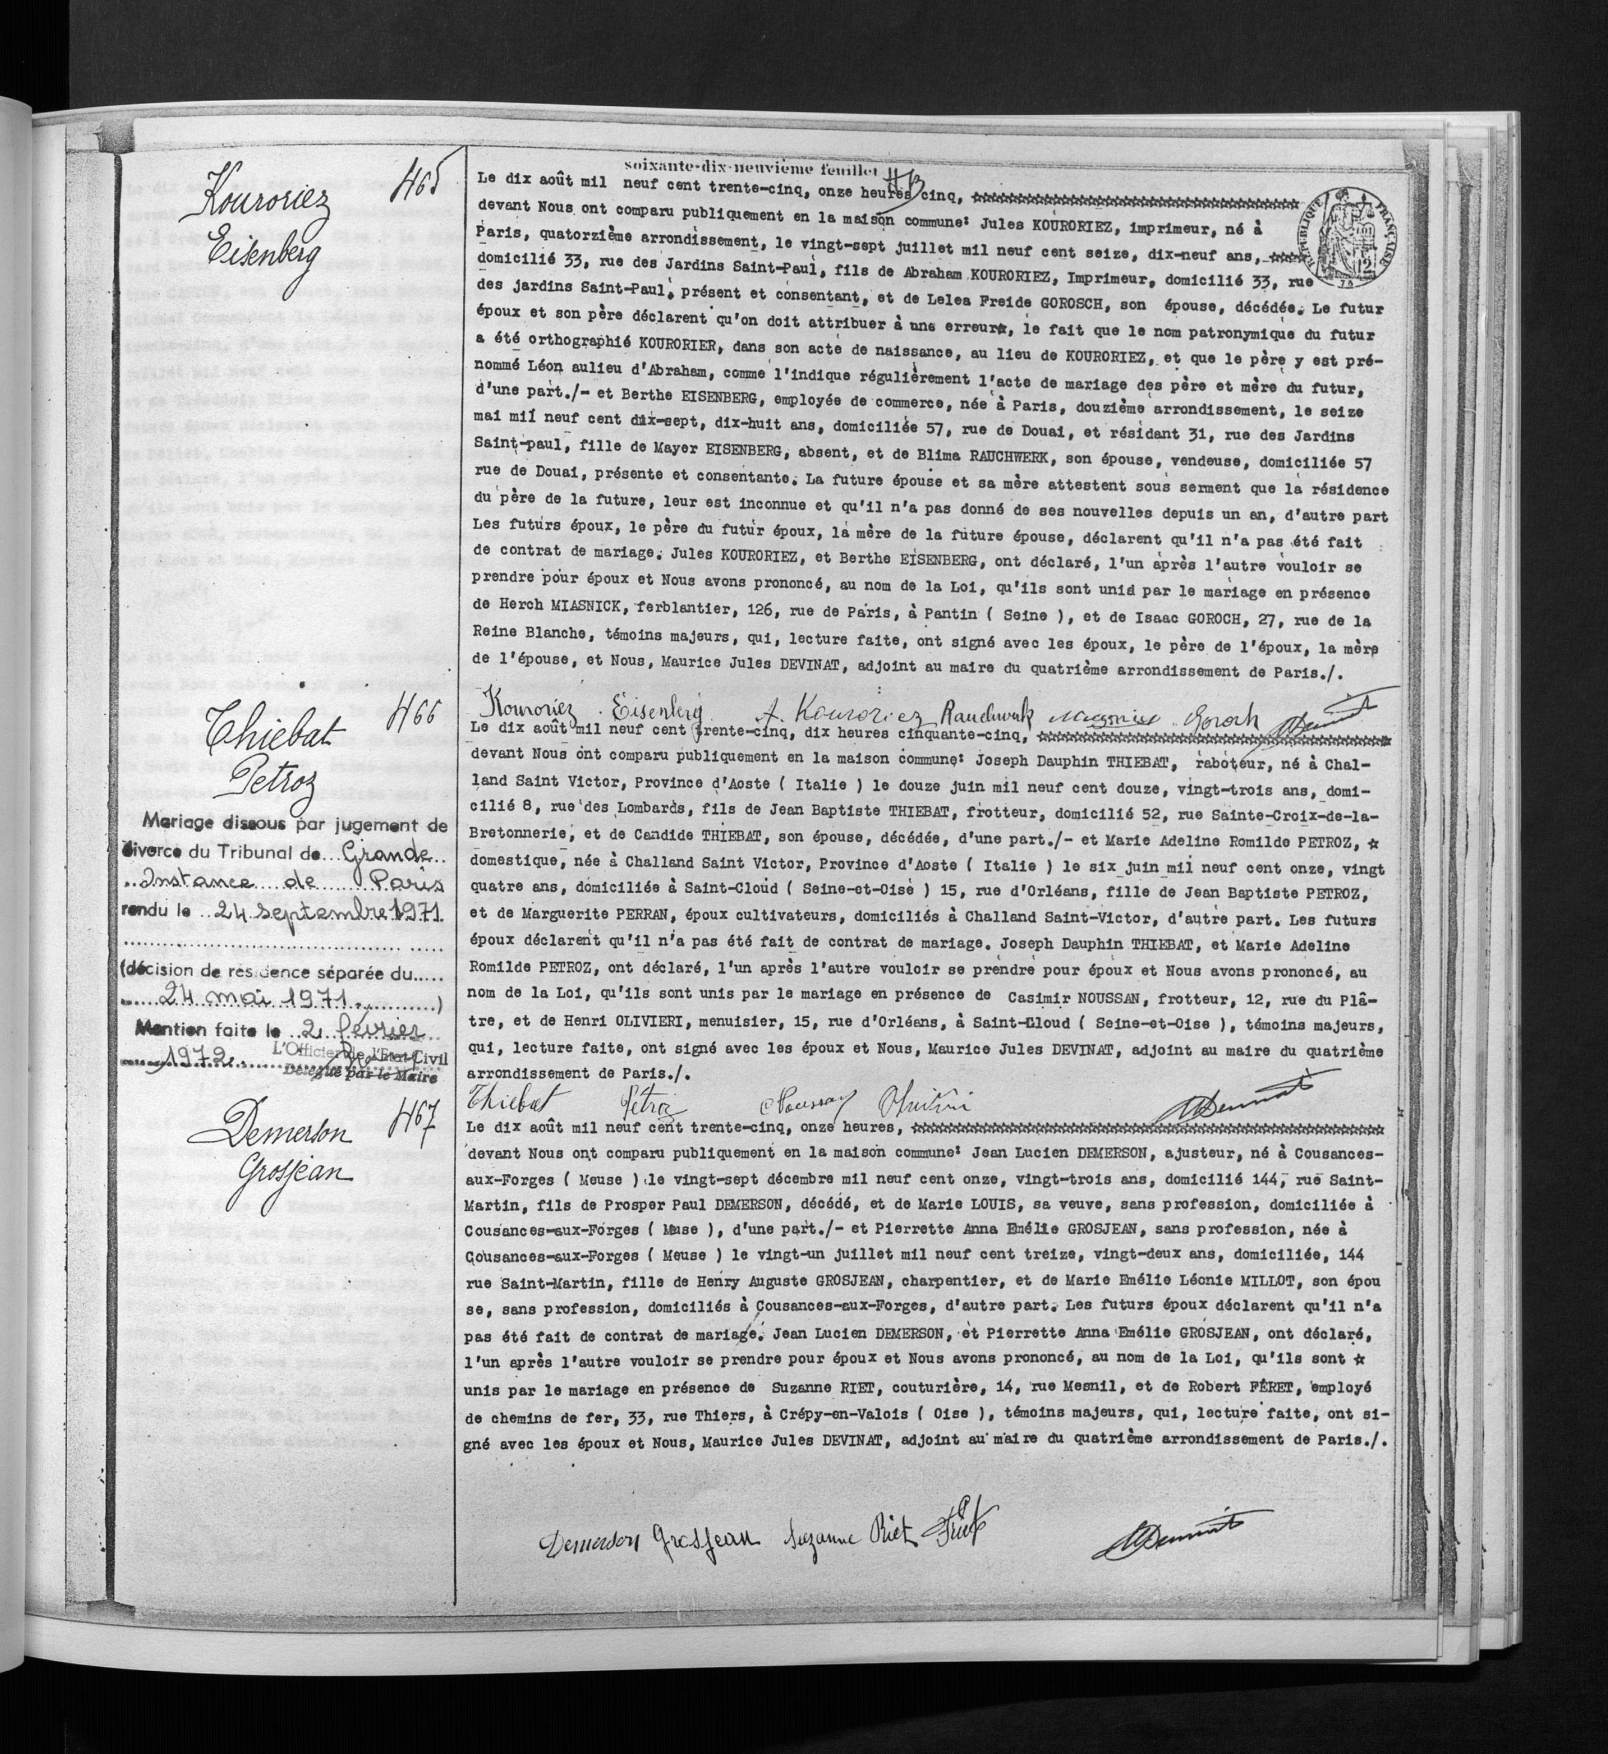 soixante-dix-neuvième feuillet
Kouroriez 465
Eisenberg
Le dix août mil neuf cent trente-cinq, onze heures cinq,
devant Nous ont comparu publiquement en la maison commune: Jules KOURORIEZ, imprimeur, né à
Paris, quatorzième arrondissement, le vingt-sept juillet mil neuf cent seize, dix-neuf ans,
domicilié 33, rue des Jardins Saint-Paul, fils de Abraham KOURORIEZ, Imprimeur, domicilié 33, rue
des jardins Saint-Paul, présent et consentant, et de Lelea Freide GOROSCH, son épouse, décédée. Le futur
époux et son père déclarent qu'on doit attribuer à une erreur, le fait que le nom patronymique du futur
a été orthographié KOURORIER, dans son acte de naissance, au lieu de KOURORIEZ, et que le père y est pré-
nommé Léon aulieu d'Abraham, comme l'indique régulièrement l'acte de mariage des père et mère du futur,
d'une part./- et Berthe EISENBERG, employée de commerce, née à Paris, douzième arrondissement, le seize
mai mil neuf cent dix-sept, dix-huit ans, domiciliée 57, rue de Douai, et résidant 31, rue des Jardins
Saint-paul, fille de Mayer EISENBERG, absent, et de Blima RAUCHWERK, son épouse, vendeuse, domiciliée 57
rue de Douai, présente et consentante. La future épouse et sa mère attestent sous serment que la résidence
du père de la future, leur est inconnue et qu'il n'a pas donné de ses nouvelles depuis un an, d'autre part
Les futurs époux, le père du futur époux, la mère de la future épouse, déclarent qu'il n'a pas été fait
de contrat de mariage. Jules KOURORIEZ, et Berthe EISENBERG, ont déclaré, l'un après l'autre vouloir se
prendre pour époux et Nous avons prononcé, au nom de la Loi, qu'ils sont unid par le mariage en présence
de Herch MIASNICK, ferblantier, 126, rue de Paris, à Pantin ( Seine ), et de Isaac GOROCH, 27, rue de la
Reine Blanche, témoins majeurs, qui, lecture faite, ont signé avec les époux, le père de l'époux, la mère
de l'épouse, et Nous, Maurice Jules DEVINAT, adjoint au maire du quatrième arrondissement de Paris./.
Kouroriez Eisenberg A. Kouroriez Rauchwerk Goroch
Thiebat 466
Petroz
Mariage dissous par jugement de
divorce du Tribunal de Grande
Instance de Paris
rendu le 24 septembre 1971.
(décision de résidence séparée du
24 mai 1971 )
Mention faite le 2 février
1972
L'Officier de l'Etat-Civil
Délégué par le Maire
Le dix août mil neuf cent trente-cinq, dix heures cinquante-cinq,
devant Nous ont comparu publiquement en la maison commune: Joseph Dauphin THIEBAT, raboteur, né à Chal-
land Saint Victor, Province d'Aoste ( Italie ) le douze juin mil neuf cent douze, vingt-trois ans, domi-
cilié 8, rue des Lombards, fils de Jean Baptiste THIEBAT, frotteur, domicilié 52, rue Sainte-Croix-de-la-
Bretonnerie, et de Candide THIEBAT, son épouse, décédée, d'une part./- et Marie Adeline Romilde PETROZ,
domestique, née à Challand Saint Victor, Province d'Aoste ( Italie ) le six juin mil neuf cent onze, vingt
quatre ans, domiciliée à Saint-Cloud ( Seine-et-Oise ) 15, rue d'Orléans, fille de Jean Baptiste PETROZ,
et de Marguerite PERRAN, époux cultivateurs, domiciliés à Challand Saint-Victor, d'autre part. Les futurs
époux déclarent qu'il n'a pas été fait de contrat de mariage. Joseph Dauphin THIEBAT, et Marie Adeline
Romilde PETROZ, ont déclaré, l'un après l'autre vouloir se prendre pour époux et Nous avons prononcé, au
nom de la Loi, qu'ils sont unis par le mariage en présence de Casimir NOUSSAN, frotteur, 12, rue du Plâ-
tre, et de Henri OLIVIERI, menuisier, 15, rue d'Orléans, à Saint-Cloud ( Seine-et-Oise ), témoins majeurs,
qui, lecture faite, ont signé avec les époux et Nous, Maurice Jules DEVINAT, adjoint au maire du quatrième
arrondissement de Paris./.
Thiebat Pétroz Noussan Olivieri
Demerson 467
Grosjean
Le dix août mil neuf cent trente-cinq, onze heures,
devant Nous ont comparu publiquement en la maison commune: Jean Lucien DEMERSON, ajusteur, né à Cousances-
aux-Forges ( Meuse ) le vingt-sept décembre mil neuf cent onze, vingt-trois ans, domicilié 144, rue Saint-
Martin, fils de Prosper Paul DEMERSON, décédé, et de Marie LOUIS, sa veuve, sans profession, domiciliée à
Cousances-aux-Forges ( Muse ), d'une part./- et Pierrette Anna Emélie GROSJEAN, sans profession, née à
Cousances-aux-Forges ( Meuse ) le vingt-un juillet mil neuf cent treize, vingt-deux ans, domiciliée, 144
rue Saint-Martin, fille de Henry Auguste GROSJEAN, charpentier, et de Marie Emélie Léonie MILLOT, son épou
se, sans profession, domiciliés à Cousances-aux-Forges, d'autre part. Les futurs époux déclarent qu'il n'a
pas été fait de contrat de mariage. Jean Lucien DEMERSON, et Pierrette Anna Emélie GROSJEAN, ont déclaré,
l'un après l'autre vouloir se prendre pour époux et Nous avons prononcé, au nom de la Loi, qu'ils sont
unis par le mariage en présence de Suzanne RIET, couturière, 14, rue Mesnil, et de Robert FÉRET, employé
de chemins de fer, 33, rue Thiers, à Crépy-en-Valois ( Oise ), témoins majeurs, qui, lecture faite, ont si-
gné avec les époux et Nous, Maurice Jules DEVINAT, adjoint au maire du quatrième arrondissement de Paris./.
Demerson Grosjean Suzanne Riet
RÉPUBLIQUE FRANÇAISE